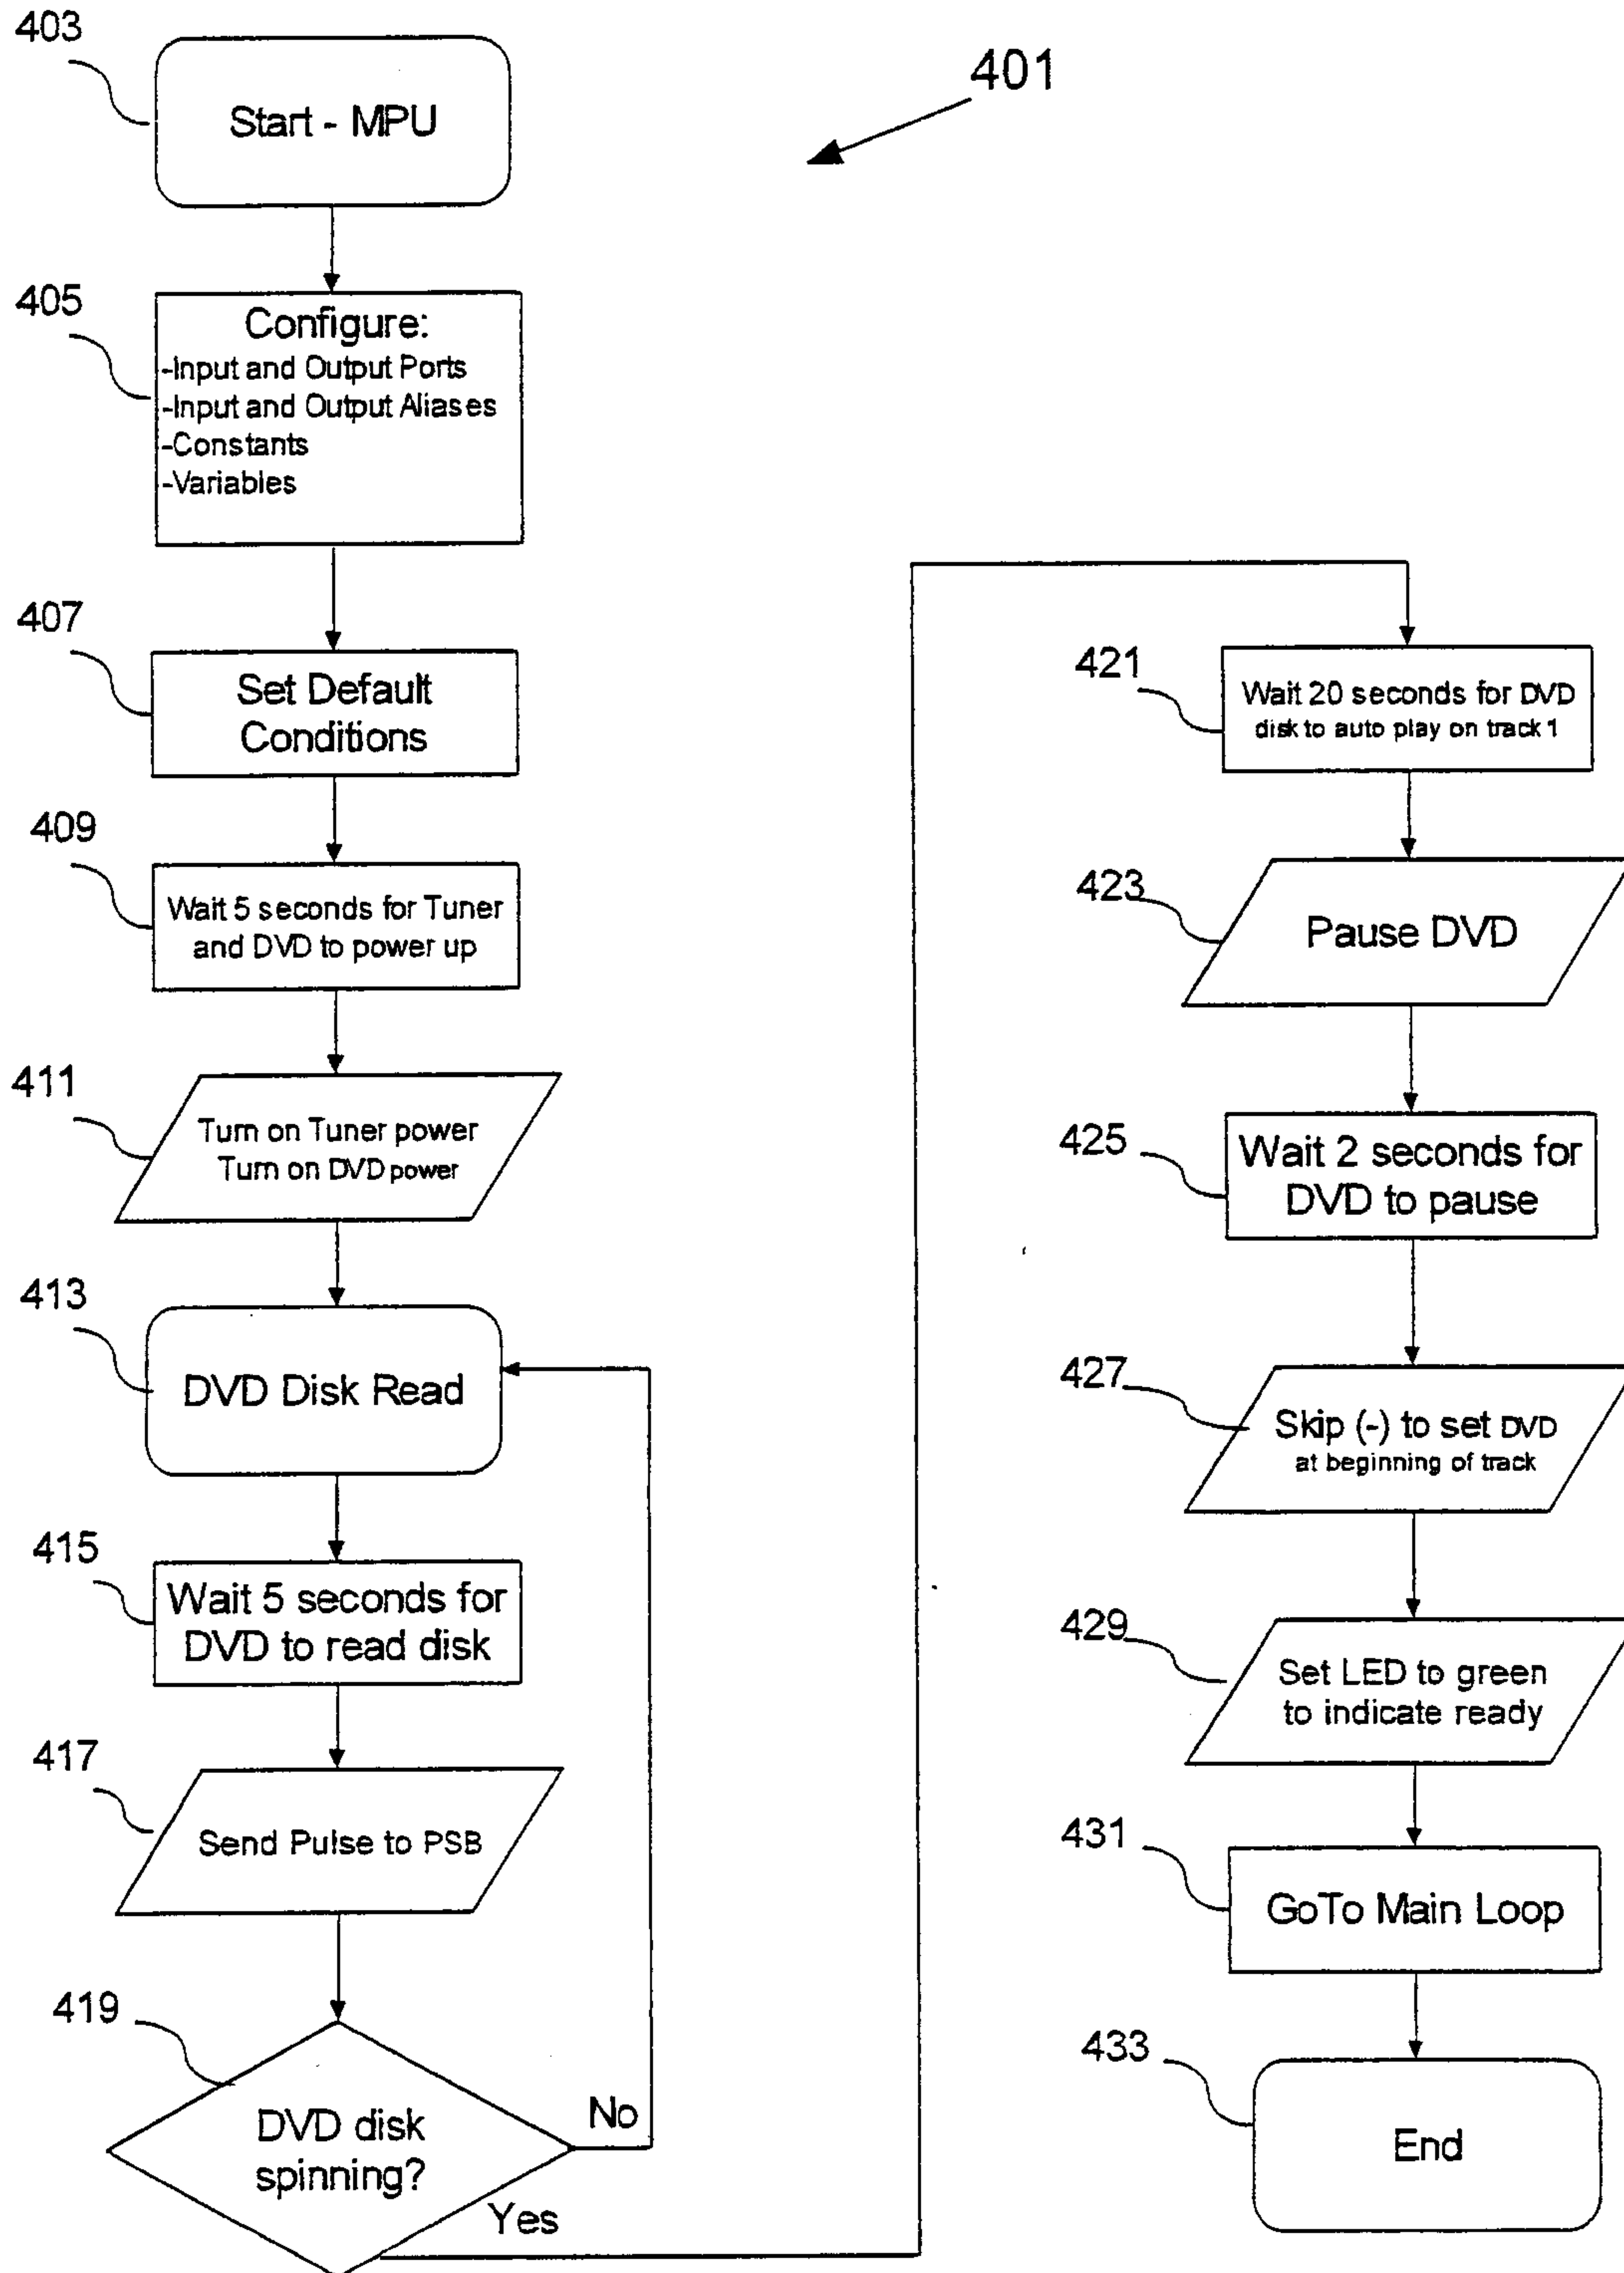 403
Start - MPU
401
405
Configure:
-Input and Output Ports
-Input and Output Aliases
-Constants
-Variables
407
Set Default
Conditions
409
Wait 5 seconds for Tuner
and DVD to power up
411
Turn on Tuner power
Turn on DVD power
413
DVD Disk Read
415
Wait 5 seconds for
DVD to read disk
417
Send Pulse to PSB
419
DVD disk
spinning?
No
Yes
421
Wait 20 seconds for DVD
disk to auto play on track 1
423
Pause DVD
425
Wait 2 seconds for
DVD to pause
427
Skip (-) to set DVD
at beginning of track
429
Set LED to green
to indicate ready
431
GoTo Main Loop
433
End